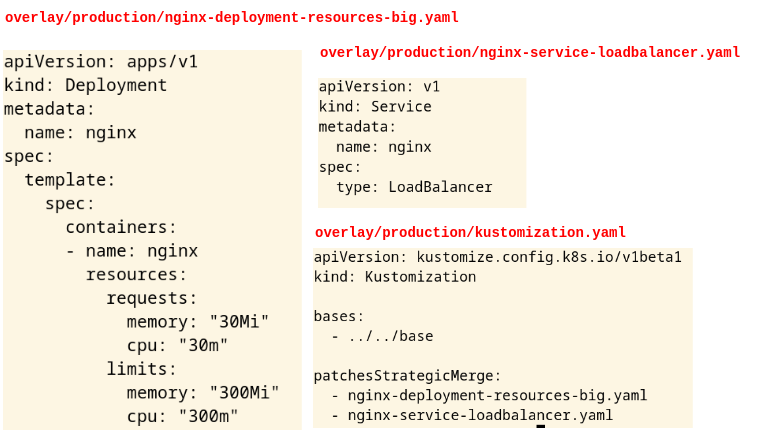 overlay/production/nginx-deployment-resources-big.yaml
apiVersion: apps/v1
kind: Deployment
metadata:
  name: nginx
spec:
  template:
    spec:
      containers:
      - name: nginx
        resources:
          requests:
            memory: "30Mi"
            cpu: "30m"
          limits:
            memory: "300Mi"
            cpu: "300m"
overlay/production/nginx-service-loadbalancer.yaml
apiVersion: v1
kind: Service
metadata:
  name: nginx
spec:
  type: LoadBalancer
overlay/production/kustomization.yaml
apiVersion: kustomize.config.k8s.io/v1beta1
kind: Kustomization

bases:
  - ../../base

patchesStrategicMerge:
  - nginx-deployment-resources-big.yaml
  - nginx-service-loadbalancer.yaml